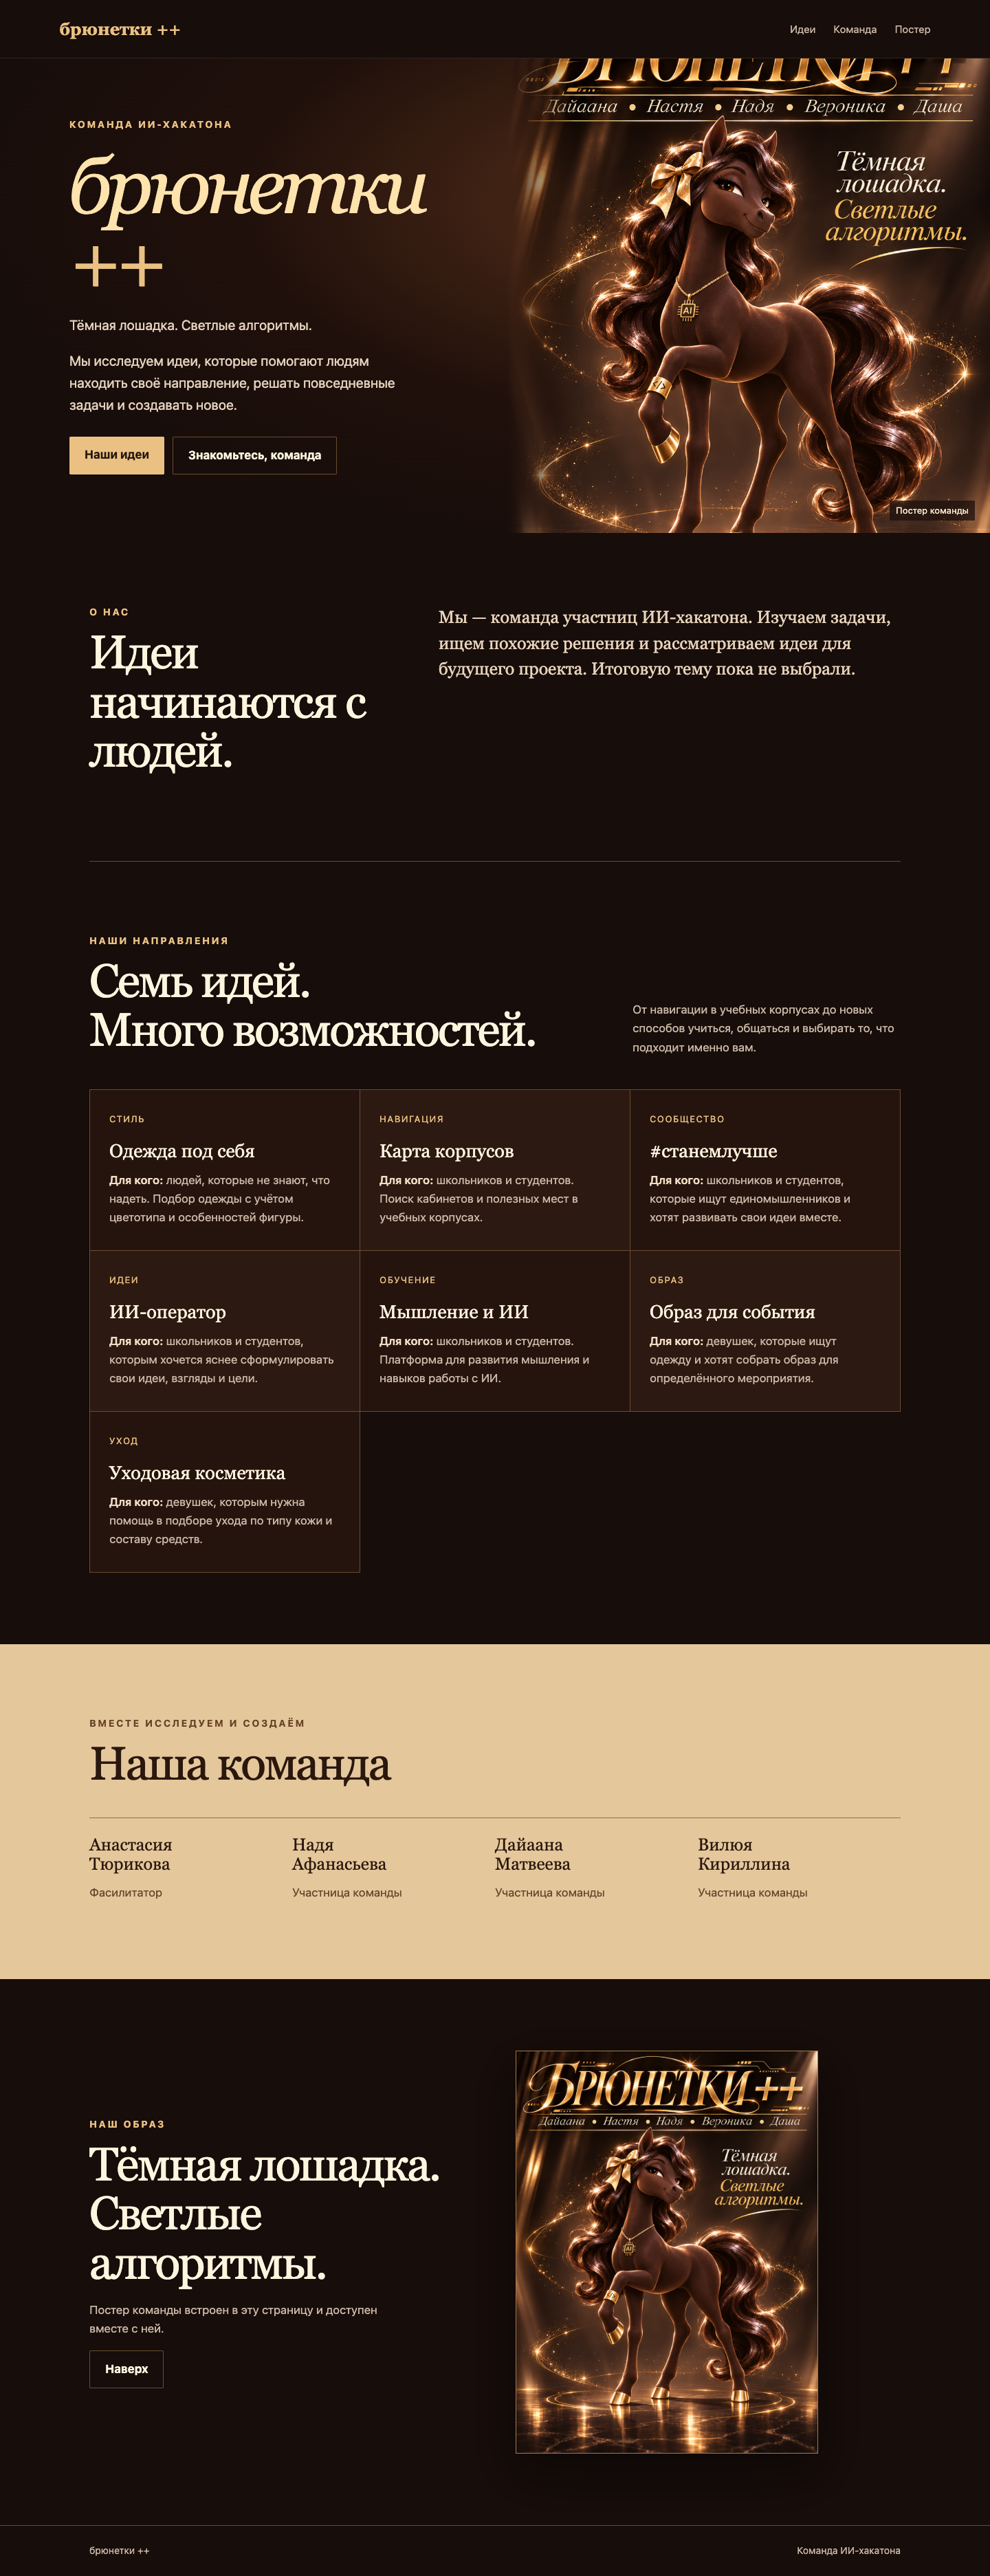 брюнетки ++
Идеи Команда Постер
БРЮНЕТКИ++
Дайаана • Настя • Надя • Вероника • Даша
КОМАНДА ИИ-ХАКАТОНА
брюнетки
++
Тёмная лошадка. Светлые алгоритмы.
Мы исследуем идеи, которые помогают людям
находить своё направление, решать повседневные
задачи и создавать новое.
Наши идеи
Знакомьтесь, команда
Тёмная
лошадка.
Светлые
алгоритмы.
AI
</>
Постер команды
О НАС
Идеи
начинаются с
людей.
Мы — команда участниц ИИ-хакатона. Изучаем задачи,
ищем похожие решения и рассматриваем идеи для
будущего проекта. Итоговую тему пока не выбрали.
НАШИ НАПРАВЛЕНИЯ
Семь идей.
Много возможностей.
От навигации в учебных корпусах до новых
способов учиться, общаться и выбирать то, что
подходит именно вам.
СТИЛЬ
Одежда под себя
Для кого: людей, которые не знают, что
надеть. Подбор одежды с учётом
цветотипа и особенностей фигуры.
НАВИГАЦИЯ
Карта корпусов
Для кого: школьников и студентов.
Поиск кабинетов и полезных мест в
учебных корпусах.
СООБЩЕСТВО
#станемлучше
Для кого: школьников и студентов,
которые ищут единомышленников и
хотят развивать свои идеи вместе.
ИДЕИ
ИИ-оператор
Для кого: школьников и студентов,
которым хочется яснее сформулировать
свои идеи, взгляды и цели.
ОБУЧЕНИЕ
Мышление и ИИ
Для кого: школьников и студентов.
Платформа для развития мышления и
навыков работы с ИИ.
ОБРАЗ
Образ для события
Для кого: девушек, которые ищут
одежду и хотят собрать образ для
определённого мероприятия.
УХОД
Уходовая косметика
Для кого: девушек, которым нужна
помощь в подборе ухода по типу кожи и
составу средств.
ВМЕСТЕ ИССЛЕДУЕМ И СОЗДАЁМ
Наша команда
Анастасия
Тюрикова
Фасилитатор
Надя
Афанасьева
Участница команды
Дайаана
Матвеева
Участница команды
Вилюя
Кириллина
Участница команды
НАШ ОБРАЗ
Тёмная лошадка.
Светлые
алгоритмы.
Постер команды встроен в эту страницу и доступен
вместе с ней.
Наверх
БРЮНЕТКИ++
Дайаана • Настя • Надя • Вероника • Даша
Тёмная
лошадка.
Светлые
алгоритмы.
AI
брюнетки ++
Команда ИИ-хакатона